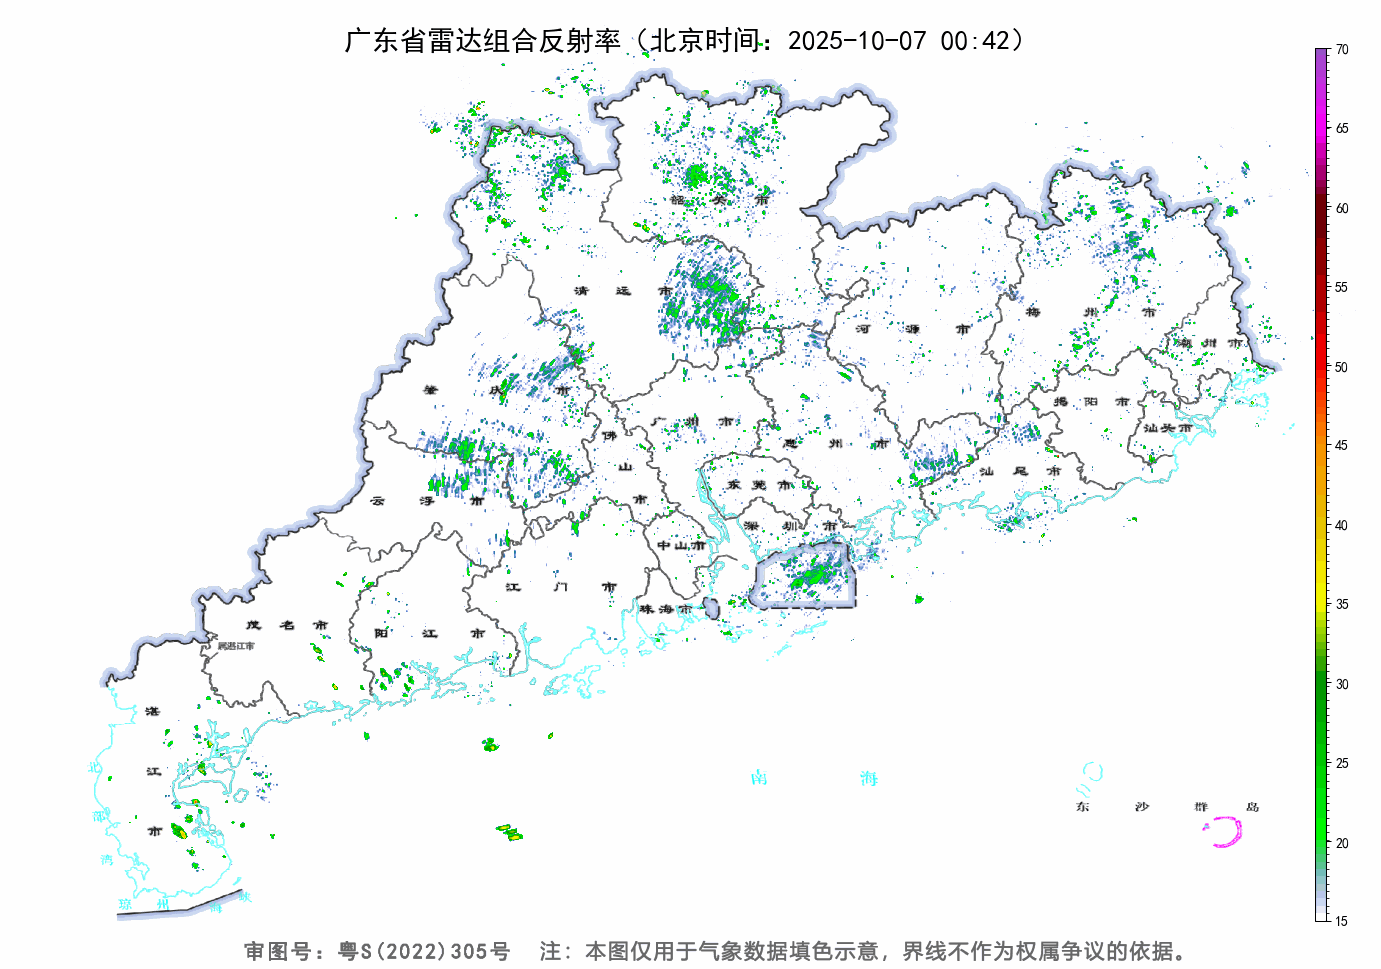 广东省雷达组合反射率（北京时间：2025-10-07 00:42）
70
65
60
55
50
45
40
35
30
25
20
15
韶关市
清远市
河源市
梅州市
潮州市
肇庆市
广州市
佛山市
惠州市
揭阳市
汕头市
汕尾市
东莞市
云浮市
深圳市
中山市
江门市
珠海市
茂名市
阳江市
属湛江市
湛江市
北部湾
琼州海峡
南海
东沙群岛
审图号：粤S(2022)305号 注：本图仅用于气象数据填色示意，界线不作为权属争议的依据。